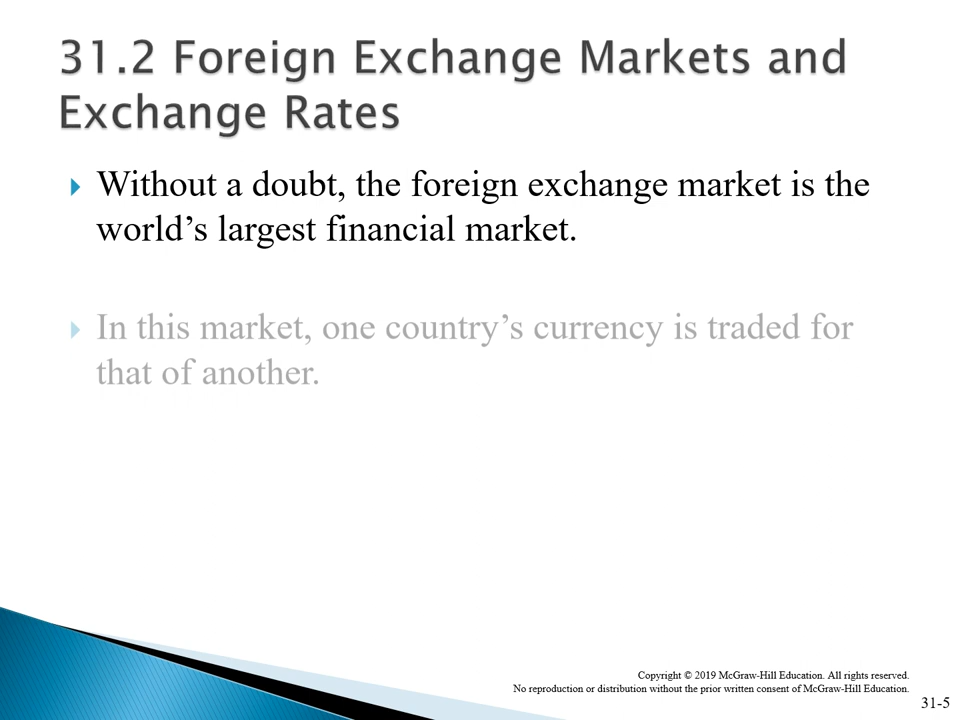 31.2 Foreign Exchange Markets and
Exchange Rates
Without a doubt, the foreign exchange market is the
world’s largest financial market.
In this market, one country’s currency is traded for
that of another.
Copyright © 2019 McGraw-Hill Education. All rights reserved.
No reproduction or distribution without the prior written consent of McGraw-Hill Education.
31-5